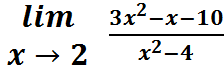 lim x → 2 3x²−x−10 / x²−4